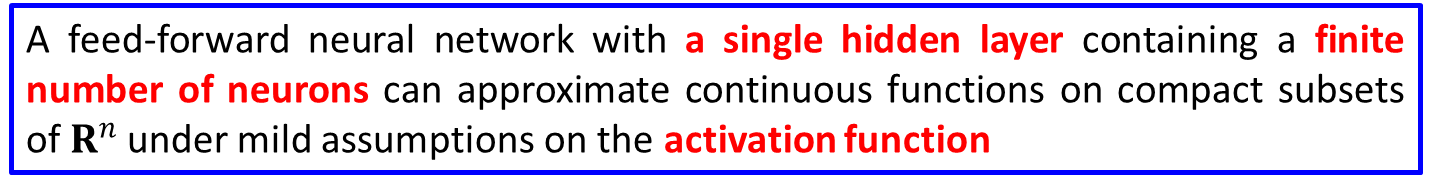 A feed-forward neural network with a single hidden layer containing a finite
number of neurons can approximate continuous functions on compact subsets
of 𝐑ⁿ under mild assumptions on the activation function